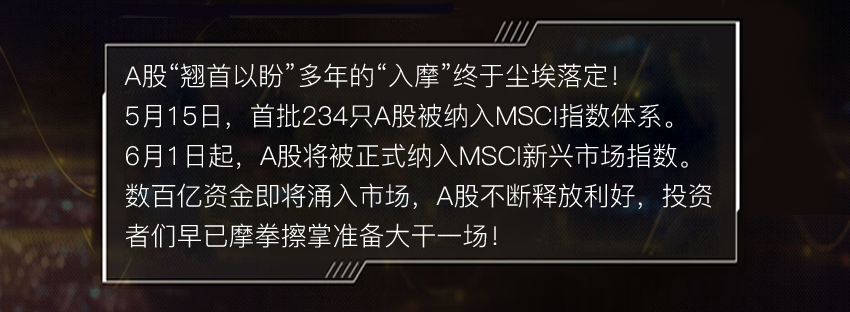 A股“翘首以盼”多年的“入摩”终于尘埃落定！
5月15日，首批234只A股被纳入MSCI指数体系。
6月1日起，A股将被正式纳入MSCI新兴市场指数。
数百亿资金即将涌入市场，A股不断释放利好，投资
者们早已摩拳擦掌准备大干一场！